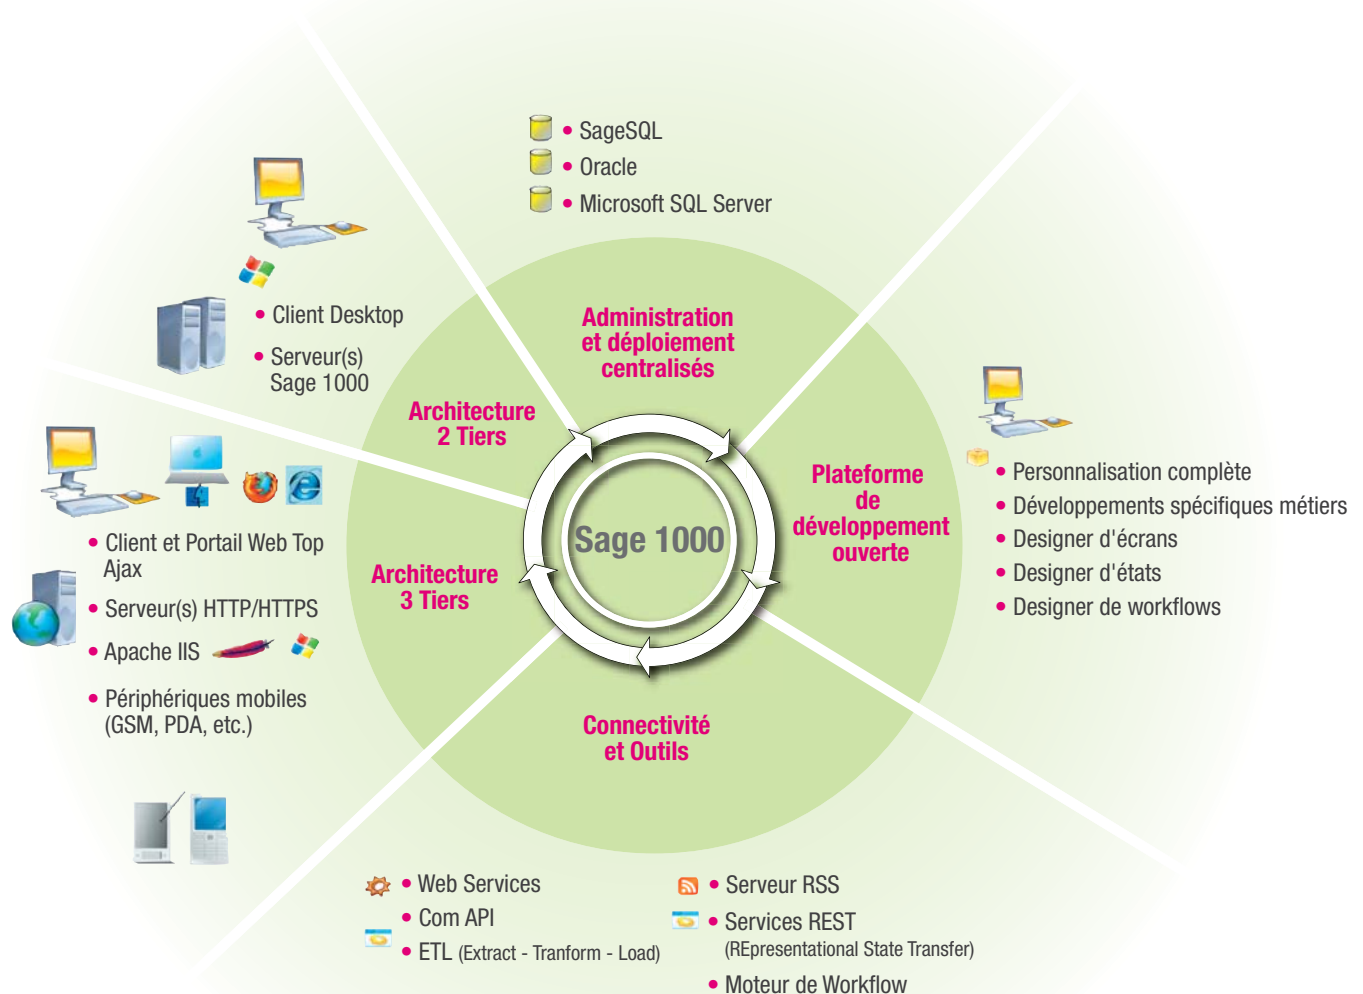 • SageSQL
• Oracle
• Microsoft SQL Server
Administration
et déploiement
centralisés
• Client Desktop
• Serveur(s)
Sage 1000
Architecture
2 Tiers
• Client et Portail Web Top
Ajax
• Serveur(s) HTTP/HTTPS
• Apache IIS
• Périphériques mobiles
(GSM, PDA, etc.)
Architecture
3 Tiers
Sage 1000
Plateforme
de
développement
ouverte
• Personnalisation complète
• Développements spécifiques métiers
• Designer d'écrans
• Designer d'états
• Designer de workflows
Connectivité
et Outils
• Web Services
• Com API
• ETL (Extract - Tranform - Load)
• Serveur RSS
• Services REST
(REpresentational State Transfer)
• Moteur de Workflow